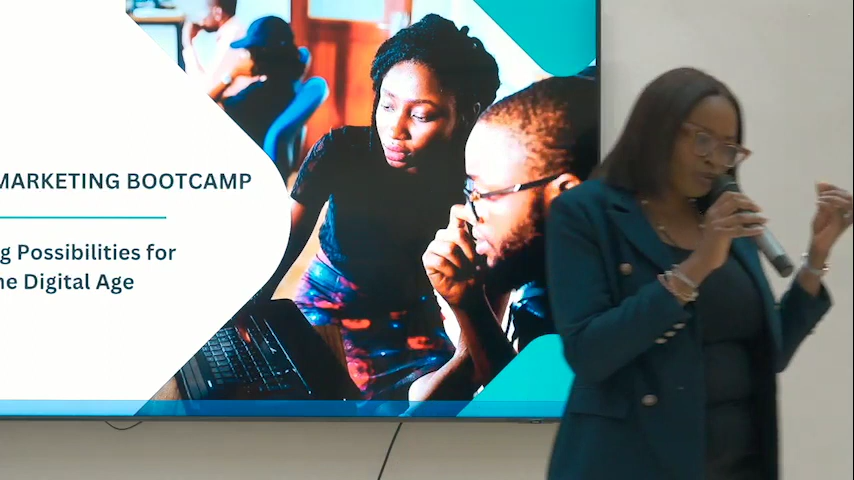 MARKETING BOOTCAMP
g Possibilities for
he Digital Age